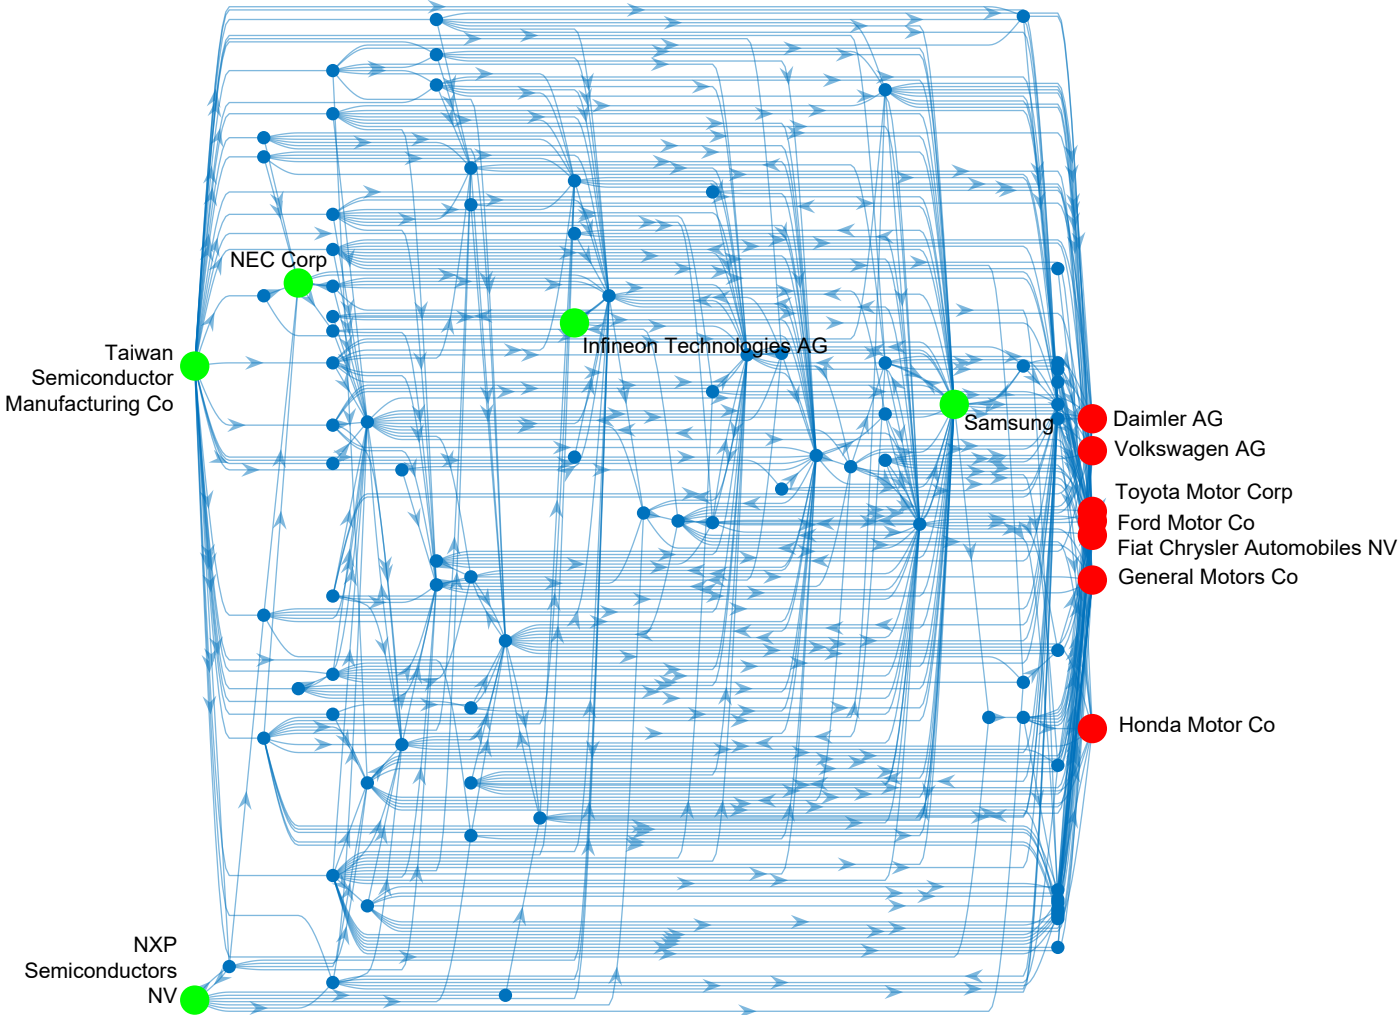 NEC Corp
Taiwan
Semiconductor
Manufacturing Co
Infineon Technologies AG
Samsung
Daimler AG
Volkswagen AG
Toyota Motor Corp
Ford Motor Co
Fiat Chrysler Automobiles NV
General Motors Co
Honda Motor Co
NXP
Semiconductors
NV